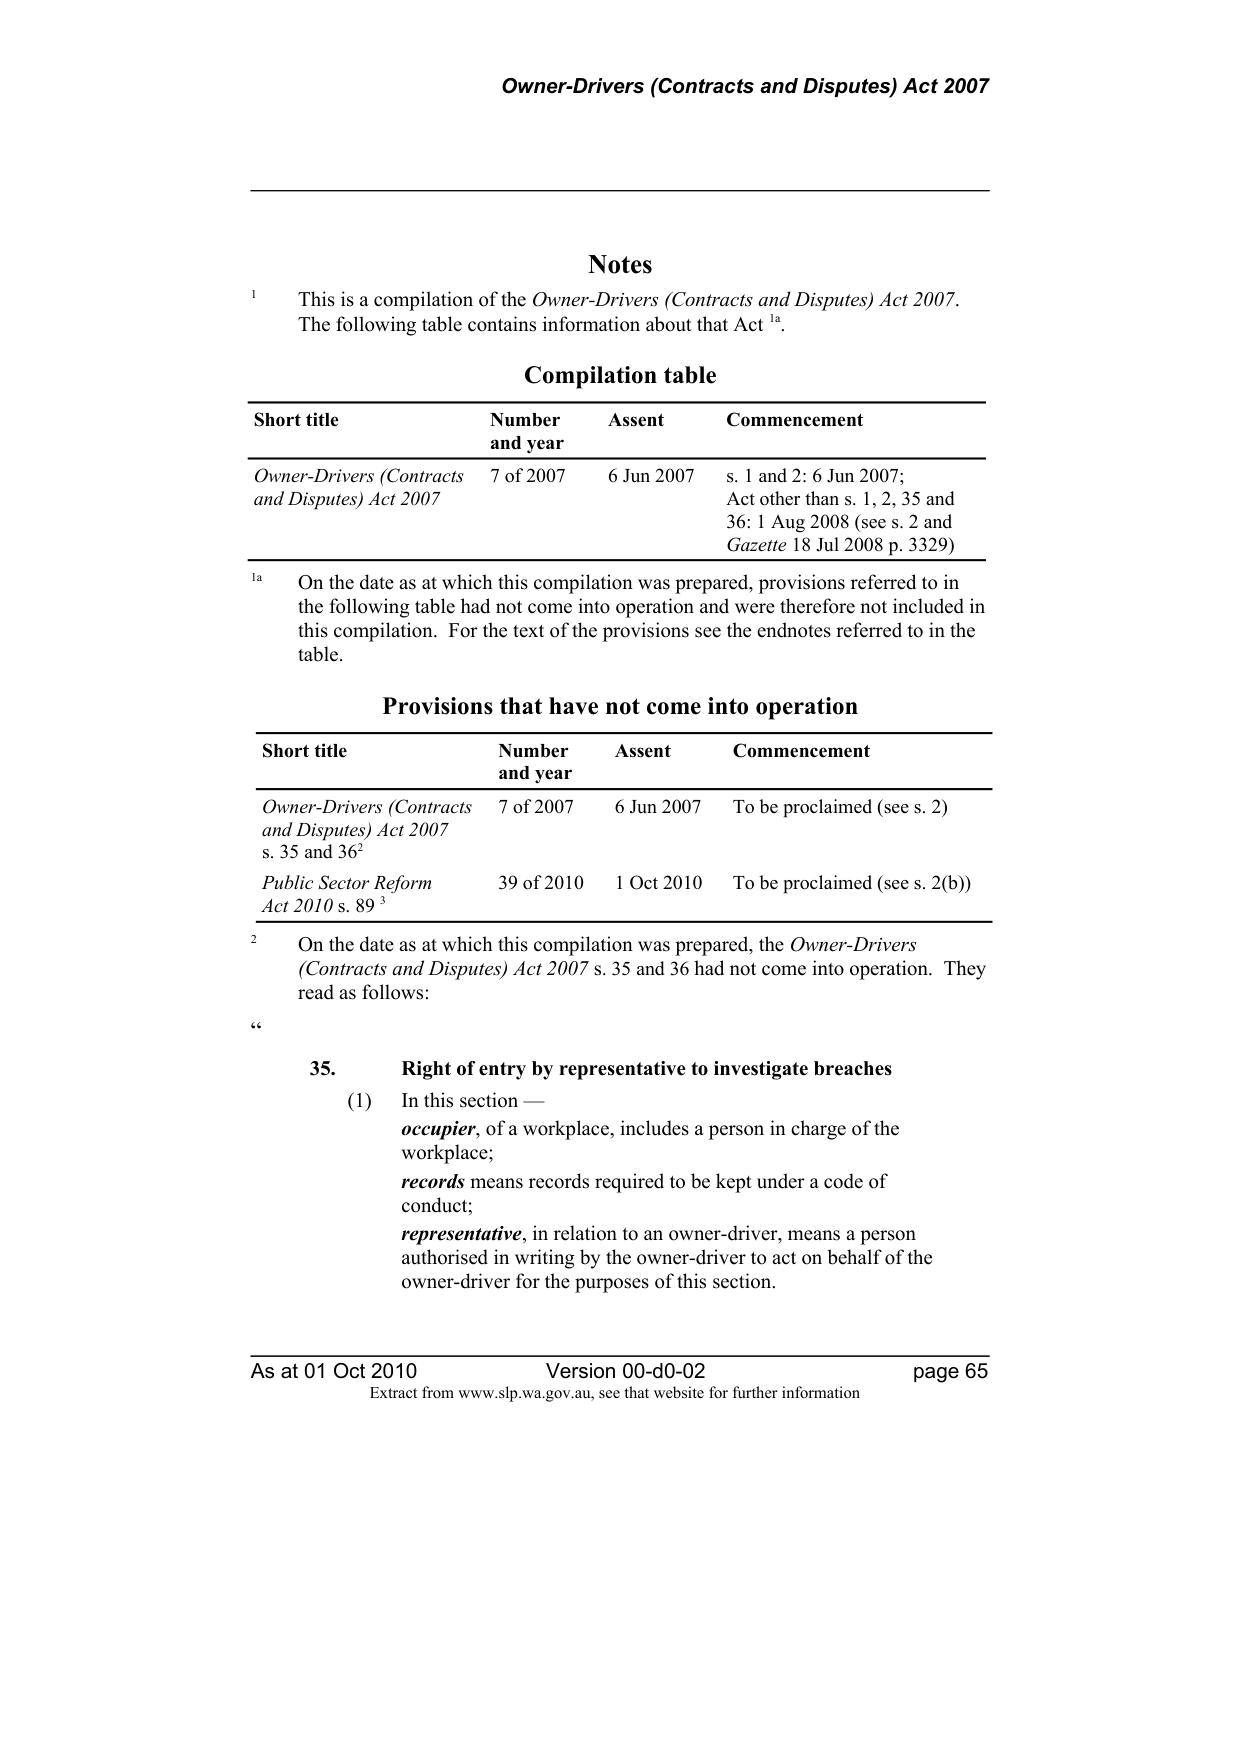 Owner-Drivers (Contracts and Disputes) Act 2007
Notes
1 This is a compilation of the Owner-Drivers (Contracts and Disputes) Act 2007.
The following table contains information about that Act 1a.
Compilation table
Short title Number and year Assent Commencement
Owner-Drivers (Contracts 7 of 2007 6 Jun 2007 s. 1 and 2: 6 Jun 2007;
and Disputes) Act 2007 Act other than s. 1, 2, 35 and
36: 1 Aug 2008 (see s. 2 and
Gazette 18 Jul 2008 p. 3329)
1a On the date as at which this compilation was prepared, provisions referred to in
the following table had not come into operation and were therefore not included in
this compilation. For the text of the provisions see the endnotes referred to in the
table.
Provisions that have not come into operation
Short title Number and year Assent Commencement
Owner-Drivers (Contracts 7 of 2007 6 Jun 2007 To be proclaimed (see s. 2)
and Disputes) Act 2007
s. 35 and 36 2
Public Sector Reform 39 of 2010 1 Oct 2010 To be proclaimed (see s. 2(b))
Act 2010 s. 89 3
2 On the date as at which this compilation was prepared, the Owner-Drivers
(Contracts and Disputes) Act 2007 s. 35 and 36 had not come into operation. They
read as follows:
“
35. Right of entry by representative to investigate breaches
(1) In this section —
occupier, of a workplace, includes a person in charge of the
workplace;
records means records required to be kept under a code of
conduct;
representative, in relation to an owner-driver, means a person
authorised in writing by the owner-driver to act on behalf of the
owner-driver for the purposes of this section.
As at 01 Oct 2010 Version 00-d0-02 page 65
Extract from www.slp.wa.gov.au, see that website for further information